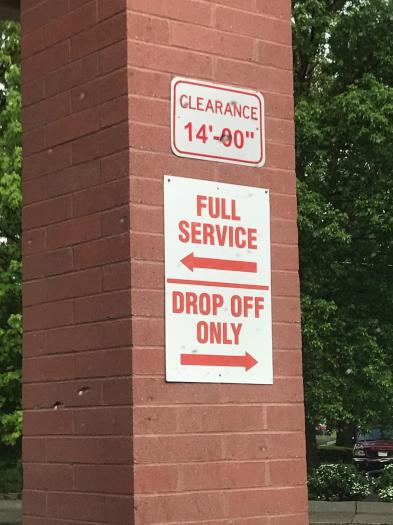 CLEARANCE
14'-00"
FULL
SERVICE
DROP OFF
ONLY